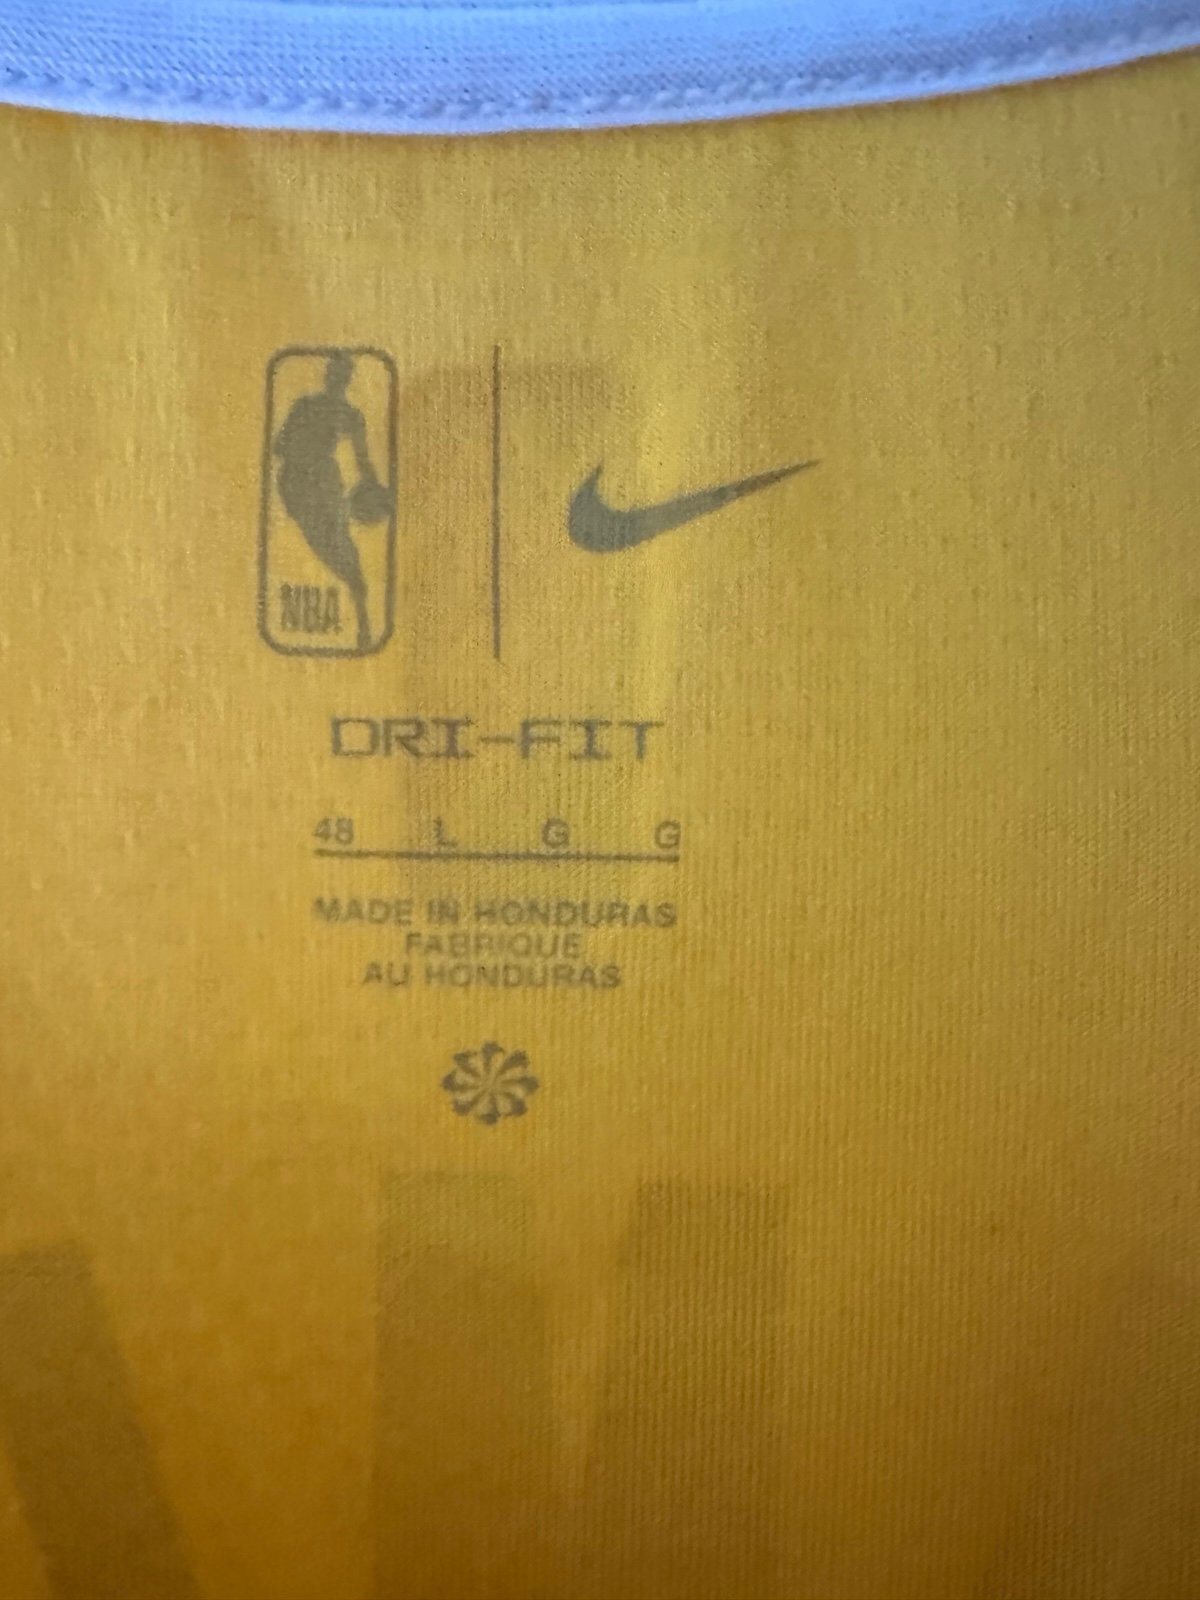 NBA
DRI-FIT
48 L G G
MADE IN HONDURAS
FABRIQUE
AU HONDURAS